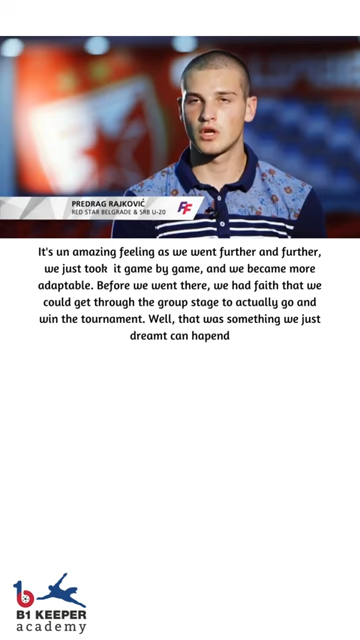 PREDRAG RAJKOVIĆ
RED STAR BELGRADE & SRB U-20
It's un amazing feeling as we went further and further,
we just took it game by game, and we became more
adaptable. Before we went there, we had faith that we
could get through the group stage to actually go and
win the tournament. Well, that was something we just
dreamt can hapend
B1 KEEPER
academy